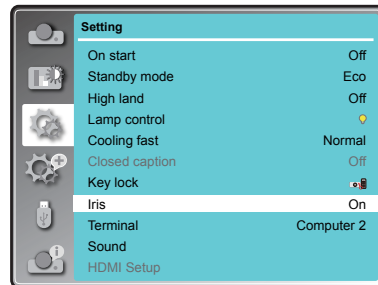 Setting
On start Off
Standby mode Eco
High land Off
Lamp control
Cooling fast Normal
Closed caption Off
Key lock
Iris On
Terminal Computer 2
Sound
HDMI Setup